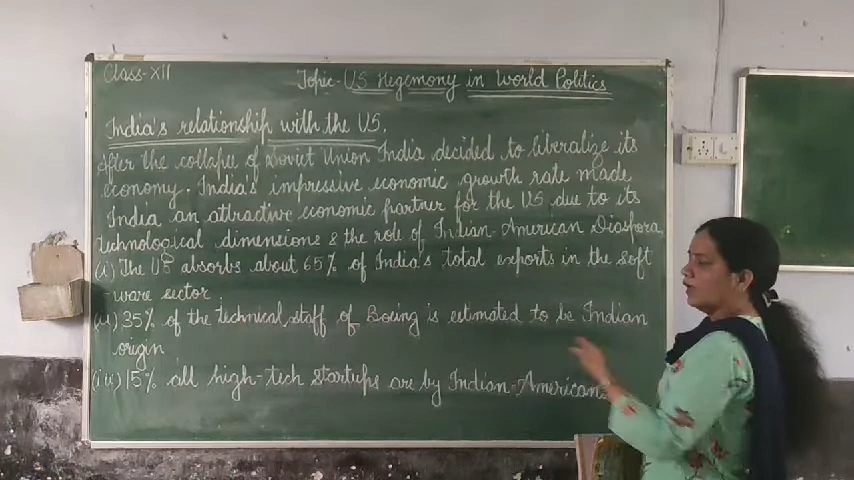 Class-XII
Topic- US Hegemony in World Politics
India's relationship with the US.
After the collapse of Soviet Union India decided to liberalize its
economy. India's impressive economic growth rate made
India an attractive economic partner for the US due to its
technological dimensions & the role of Indian-American Diaspora
(i) The US absorbs about 65% of India's total exports in the soft
ware sector.
(ii) 35% of the technical staff of Boeing is estimated to be Indian
origin
(iii) 15% all high-tech startups are by Indian-Americans